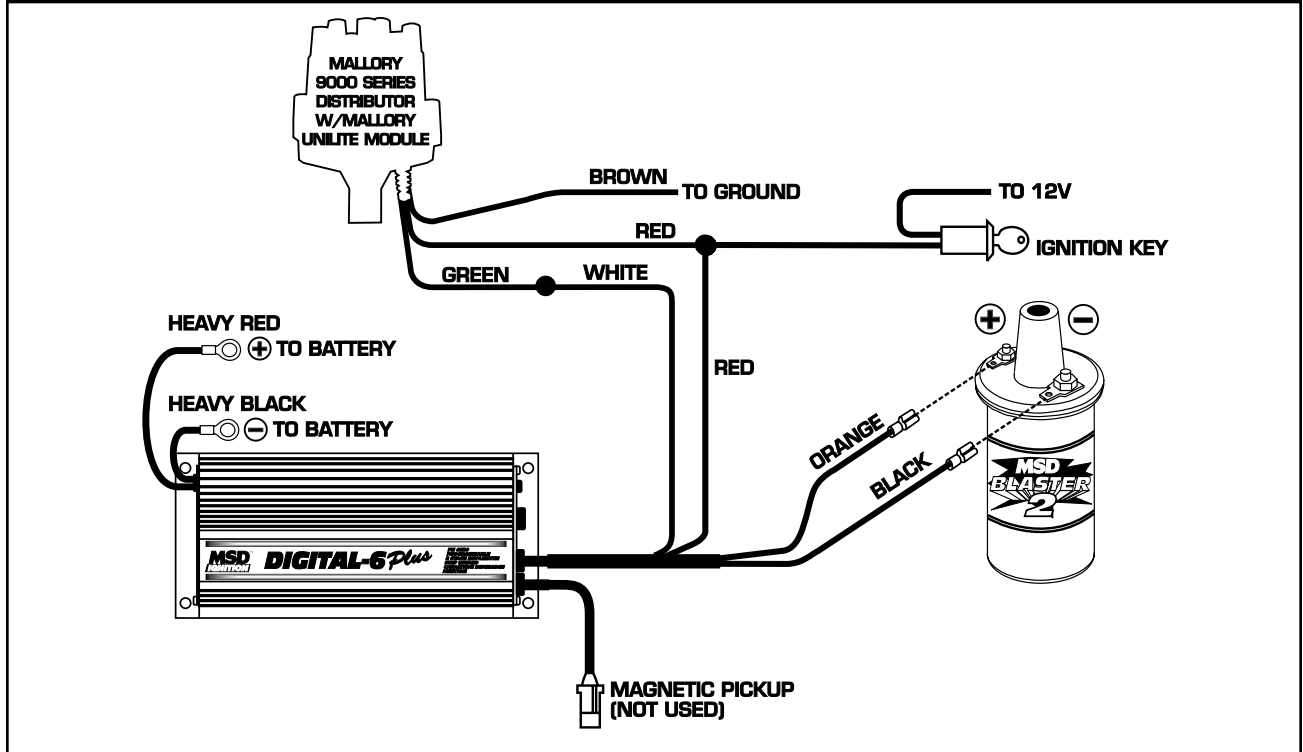 MALLORY
9000 SERIES
DISTRIBUTOR
W/MALLORY
UNILITE MODULE
BROWN
TO GROUND
TO 12V
RED
IGNITION KEY
GREEN
WHITE
HEAVY RED
+ TO BATTERY
+ −
RED
HEAVY BLACK
− TO BATTERY
ORANGE
BLACK
MSD
BLASTER
2
MSD
IGNITION
DIGITAL-6 Plus
MAGNETIC PICKUP
(NOT USED)